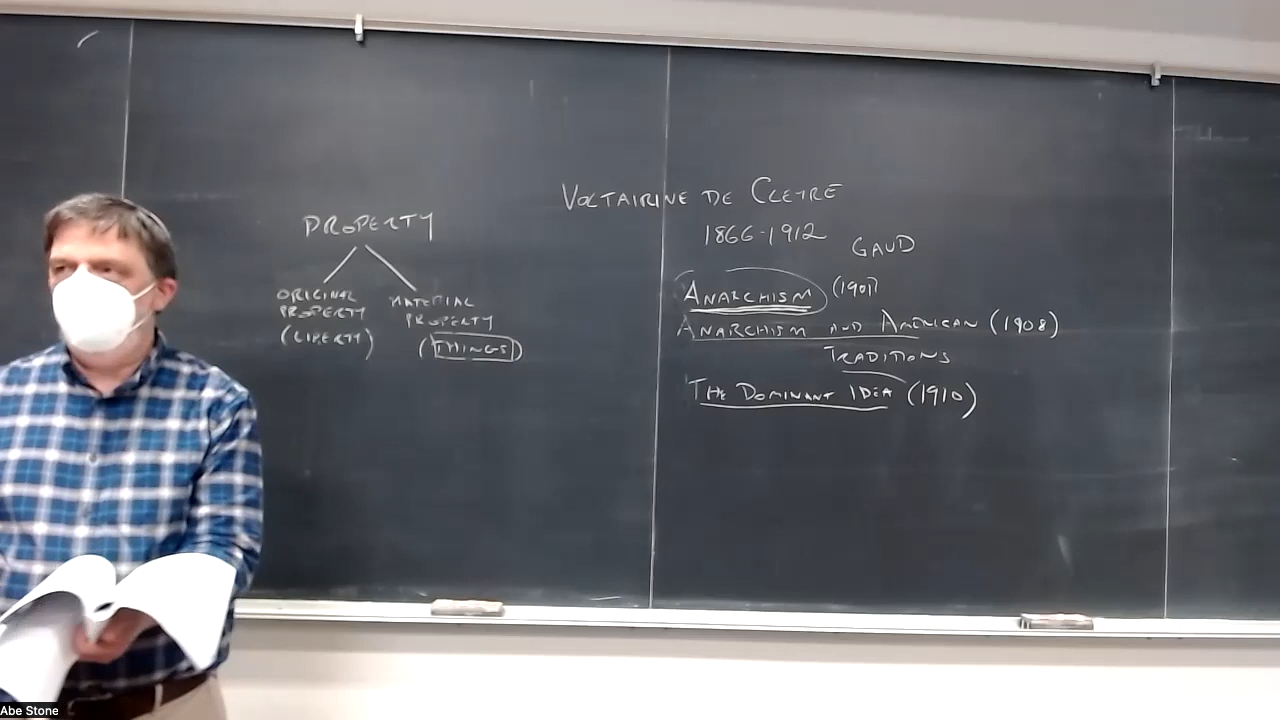 PROPERTY
ORIGINAL PROPERTY (LIBERTY)
MATERIAL PROPERTY (THINGS)
VOLTAIRINE DE CLEYRE
1866-1912
GAUD
ANARCHISM (1901)
ANARCHISM AND AMERICAN (1908)
TRADITIONS
THE DOMINANT IDEA (1910)
Abe Stone